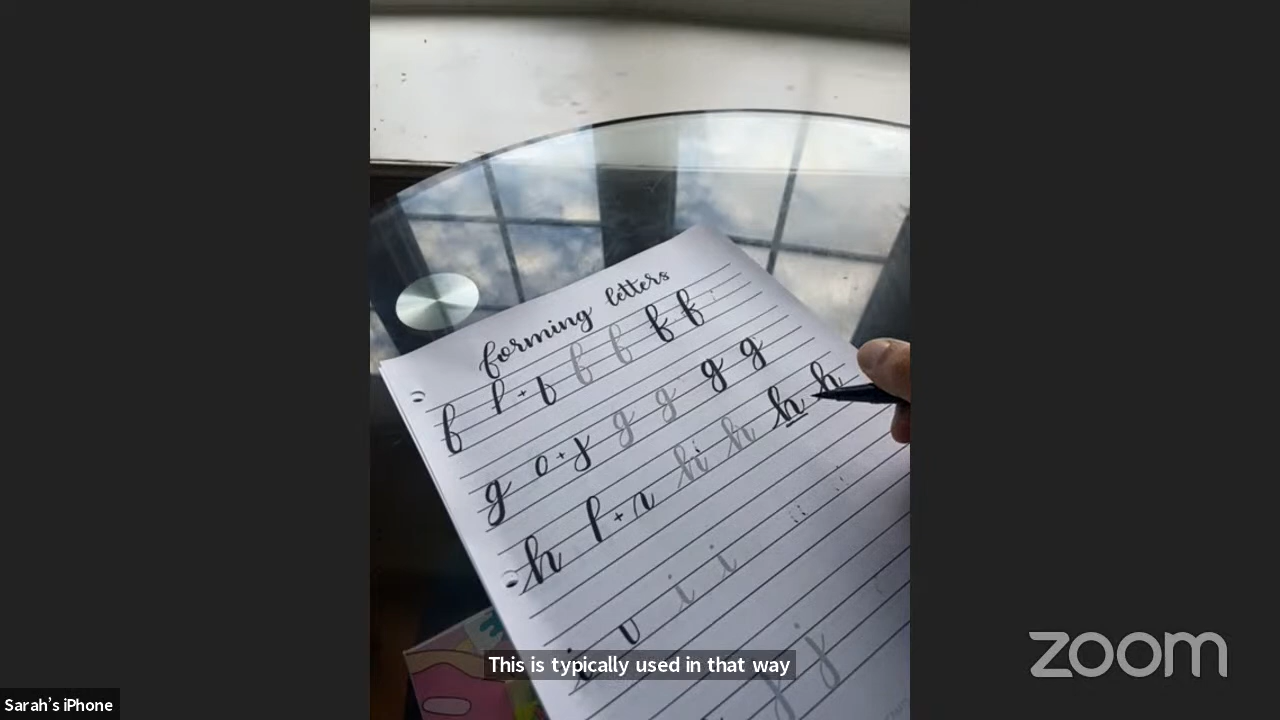 forming letters
f l + f f f f f
g o + j g g g g
h l + n h h h h
i i i
j j
This is typically used in that way
Sarah's iPhone
zoom